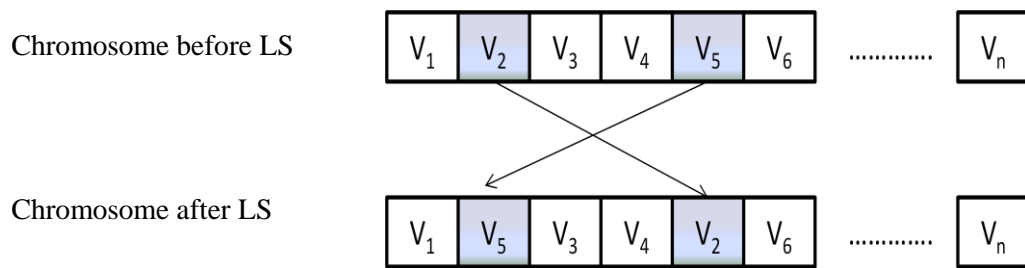 Chromosome before LS V₁ V₂ V₃ V₄ V₅ V₆ ............. Vₙ
Chromosome after LS V₁ V₅ V₃ V₄ V₂ V₆ ............. Vₙ